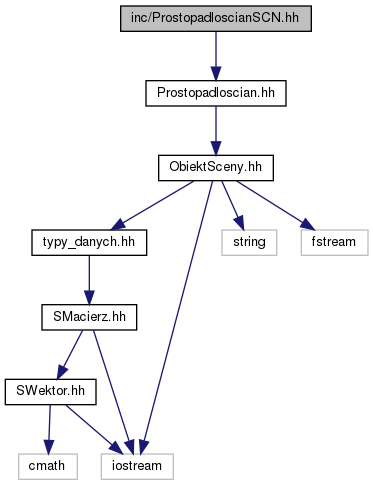 inc/ProstopadloscianSCN.hh
Prostopadloscian.hh
ObiektSceny.hh
typy_danych.hh
string
fstream
SMacierz.hh
SWektor.hh
cmath
iostream